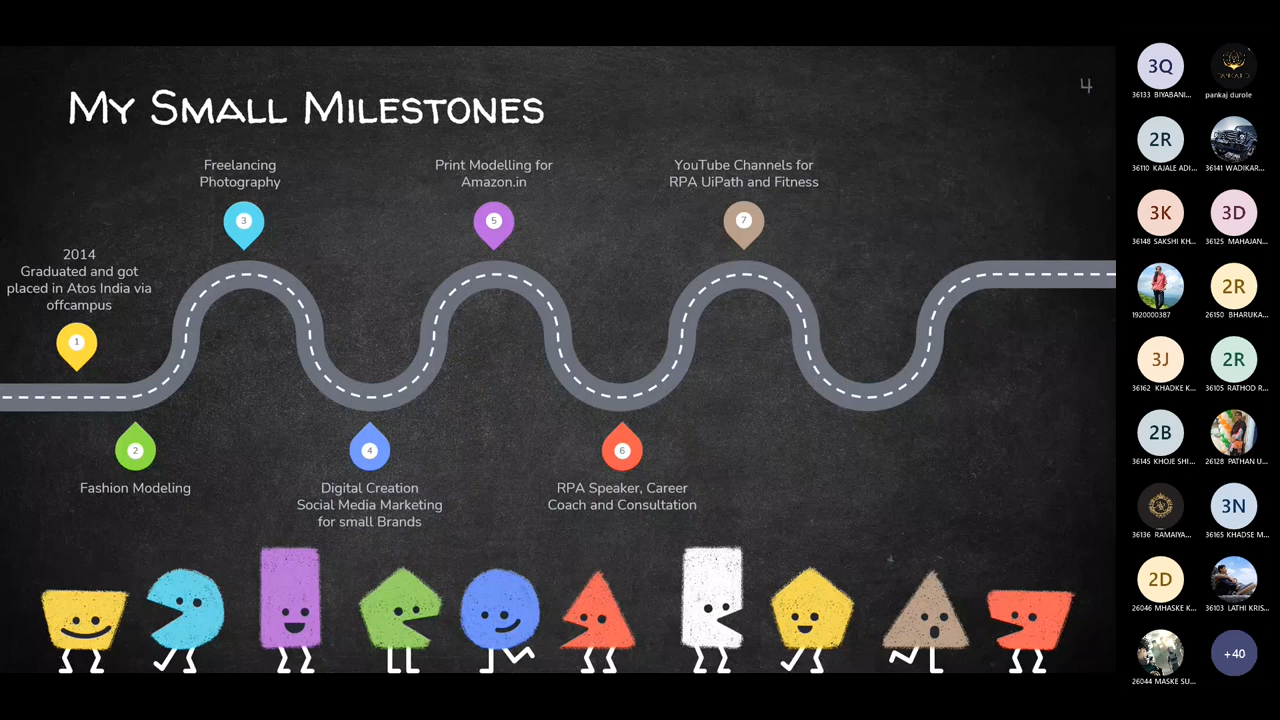 My Small Milestones
4
Freelancing
Photography
3
Print Modelling for
Amazon.in
5
YouTube Channels for
RPA UiPath and Fitness
7
2014
Graduated and got
placed in Atos India via
offcampus
1
2
Fashion Modeling
4
Digital Creation
Social Media Marketing
for small Brands
6
RPA Speaker, Career
Coach and Consultation
3Q
36133 BIYABANI...
pankaj durole
2R
36110 KAJALE ADI...
36141 WADIKAR...
3K
36148 SAKSHI KH...
3D
36125 MAHAJAN...
1920000387
2R
26150 BHARUKA...
3J
36162 KHADKE K...
2R
36105 RATHOD R...
2B
36145 KHOJE SHI...
26128 PATHAN U...
36136 RAMAIYA...
3N
36165 KHADSE M...
2D
26046 MHASKE K...
36103 LATHI KRIS...
26044 MASKE SU...
+40